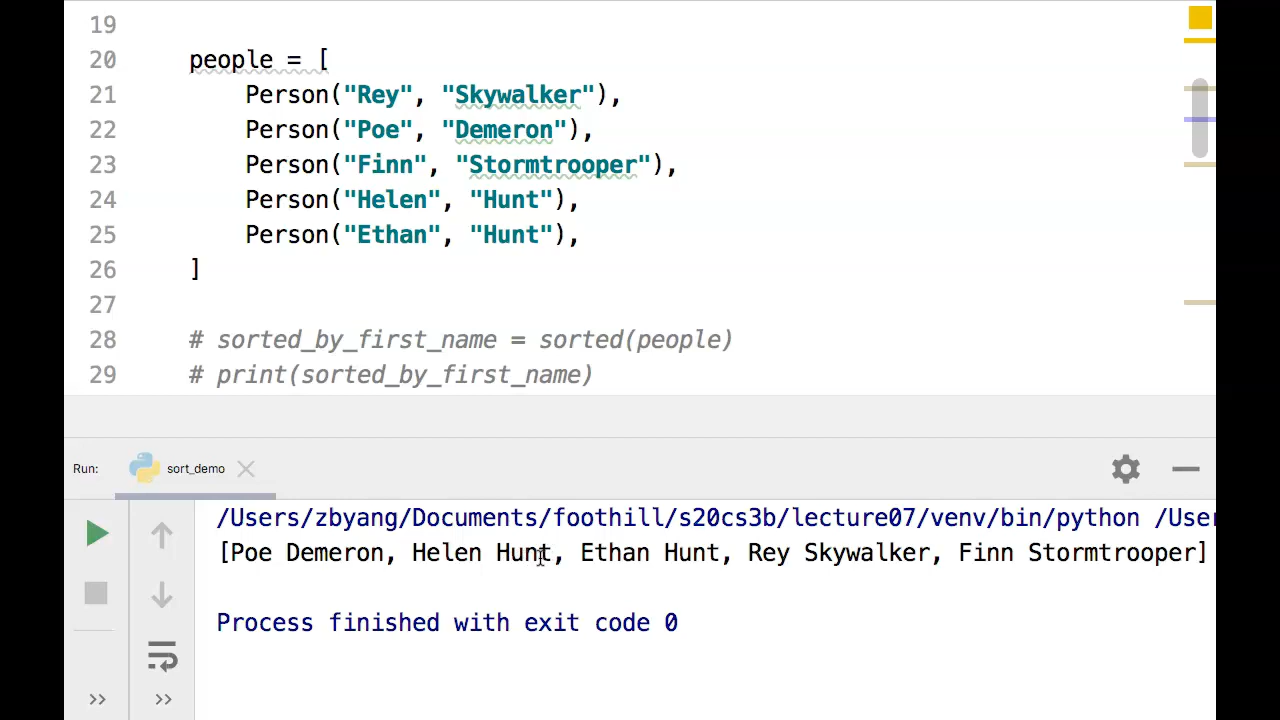 19
20 people = [
21 Person("Rey", "Skywalker"),
22 Person("Poe", "Demeron"),
23 Person("Finn", "Stormtrooper"),
24 Person("Helen", "Hunt"),
25 Person("Ethan", "Hunt"),
26 ]
27
28 # sorted_by_first_name = sorted(people)
29 # print(sorted_by_first_name)
Run: sort_demo
/Users/zbyang/Documents/foothill/s20cs3b/lecture07/venv/bin/python /User
[Poe Demeron, Helen Hunt, Ethan Hunt, Rey Skywalker, Finn Stormtrooper]
Process finished with exit code 0